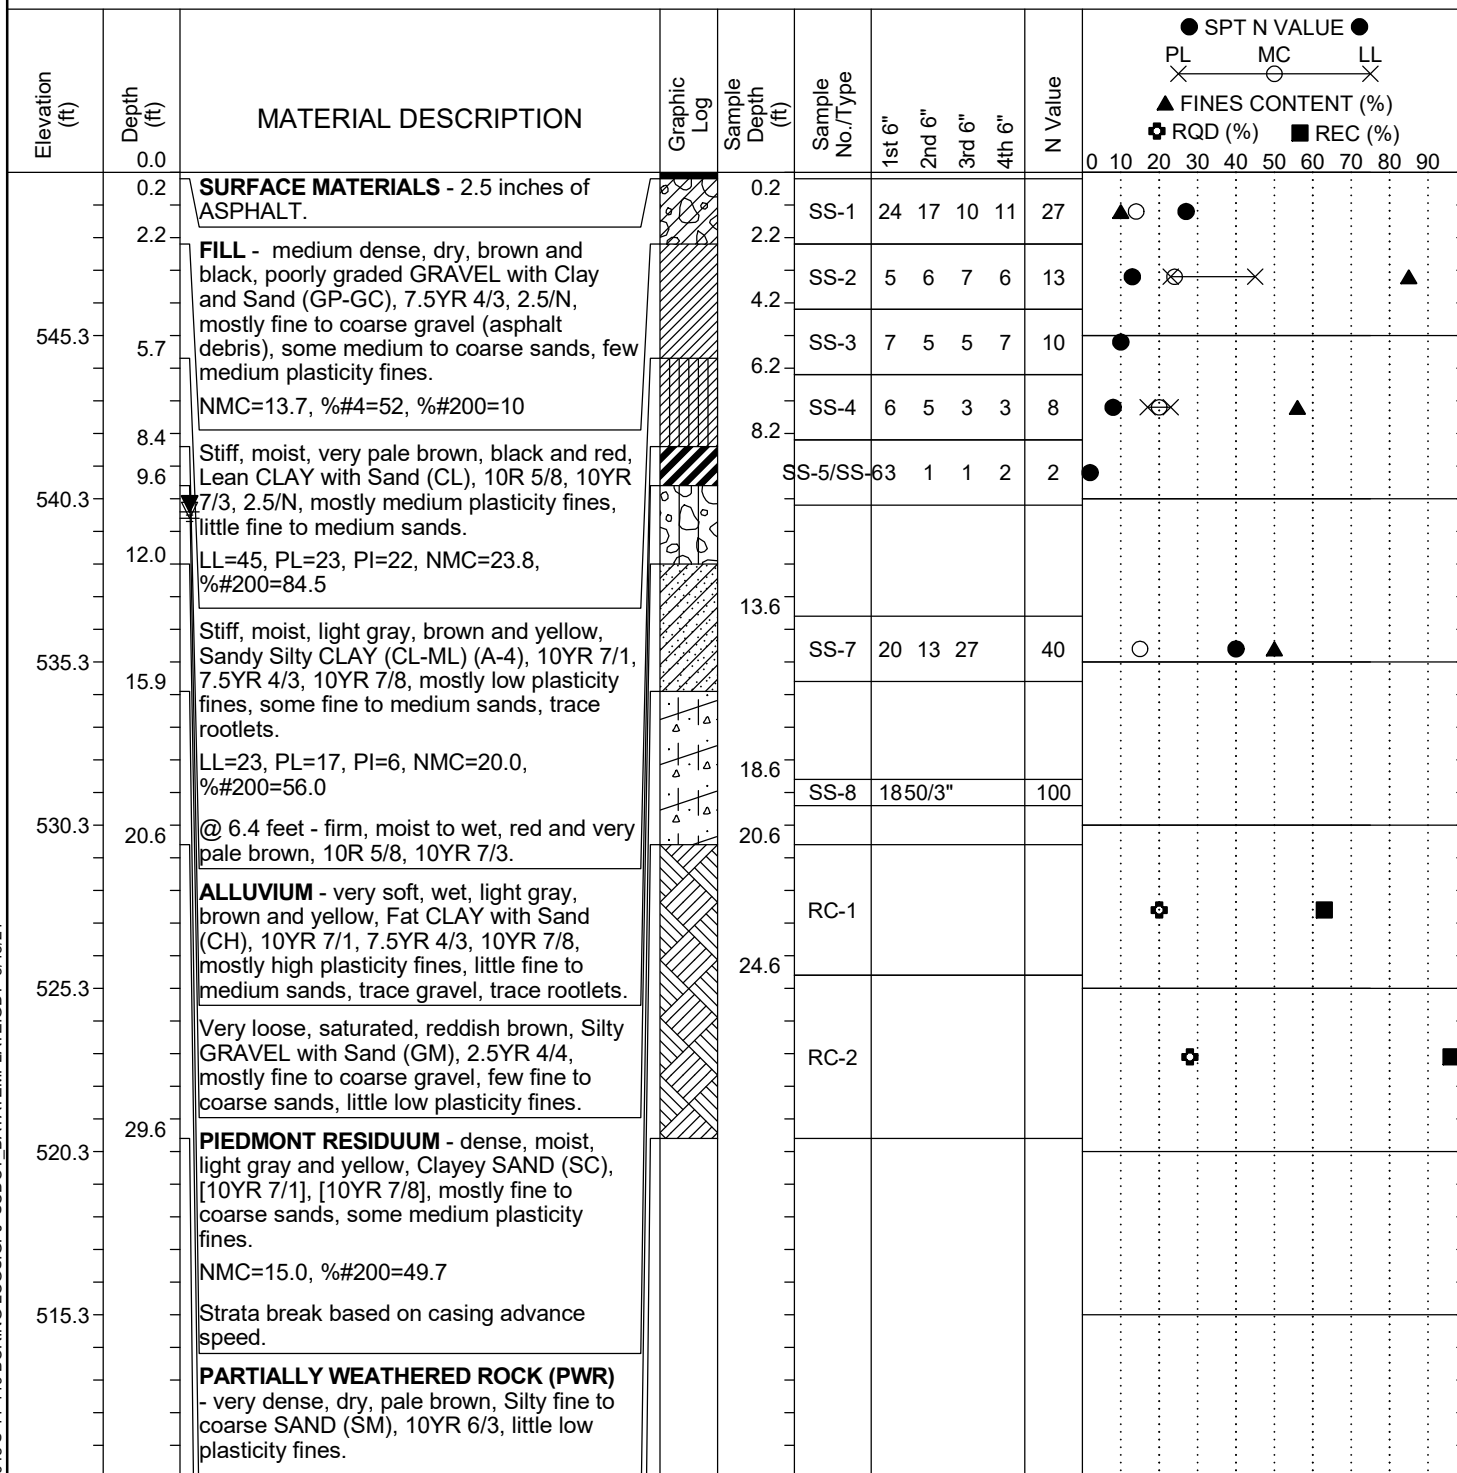 ● SPT N VALUE ●
PL MC LL
▲ FINES CONTENT (%)
RQD (%) ■ REC (%)
Elevation (ft)
Depth (ft)
0.0
MATERIAL DESCRIPTION
Graphic Log
Sample Depth (ft)
Sample No./Type
1st 6"
2nd 6"
3rd 6"
4th 6"
N Value
0 10 20 30 40 50 60 70 80 90
545.3
540.3
535.3
530.3
525.3
520.3
515.3
0.2
2.2
5.7
8.4
9.6
12.0
15.9
20.6
29.6
SURFACE MATERIALS - 2.5 inches of
ASPHALT.
FILL - medium dense, dry, brown and
black, poorly graded GRAVEL with Clay
and Sand (GP-GC), 7.5YR 4/3, 2.5/N,
mostly fine to coarse gravel (asphalt
debris), some medium to coarse sands, few
medium plasticity fines.
NMC=13.7, %#4=52, %#200=10
Stiff, moist, very pale brown, black and red,
Lean CLAY with Sand (CL), 10R 5/8, 10YR
7/3, 2.5/N, mostly medium plasticity fines,
little fine to medium sands.
LL=45, PL=23, PI=22, NMC=23.8,
%#200=84.5
Stiff, moist, light gray, brown and yellow,
Sandy Silty CLAY (CL-ML) (A-4), 10YR 7/1,
7.5YR 4/3, 10YR 7/8, mostly low plasticity
fines, some fine to medium sands, trace
rootlets.
LL=23, PL=17, PI=6, NMC=20.0,
%#200=56.0
@ 6.4 feet - firm, moist to wet, red and very
pale brown, 10R 5/8, 10YR 7/3.
ALLUVIUM - very soft, wet, light gray,
brown and yellow, Fat CLAY with Sand
(CH), 10YR 7/1, 7.5YR 4/3, 10YR 7/8,
mostly high plasticity fines, little fine to
medium sands, trace gravel, trace rootlets.
Very loose, saturated, reddish brown, Silty
GRAVEL with Sand (GM), 2.5YR 4/4,
mostly fine to coarse gravel, few fine to
coarse sands, little low plasticity fines.
PIEDMONT RESIDUUM - dense, moist,
light gray and yellow, Clayey SAND (SC),
[10YR 7/1], [10YR 7/8], mostly fine to
coarse sands, some medium plasticity
fines.
NMC=15.0, %#200=49.7
Strata break based on casing advance
speed.
PARTIALLY WEATHERED ROCK (PWR)
- very dense, dry, pale brown, Silty fine to
coarse SAND (SM), 10YR 6/3, little low
plasticity fines.
0.2
2.2
4.2
6.2
8.2
13.6
18.6
20.6
24.6
SS-1 24 17 10 11 27
SS-2 5 6 7 6 13
SS-3 7 5 5 7 10
SS-4 6 5 3 3 8
SS-5/SS-6 3 1 1 2 2
SS-7 20 13 27 40
SS-8 18 50/3" 100
RC-1
RC-2